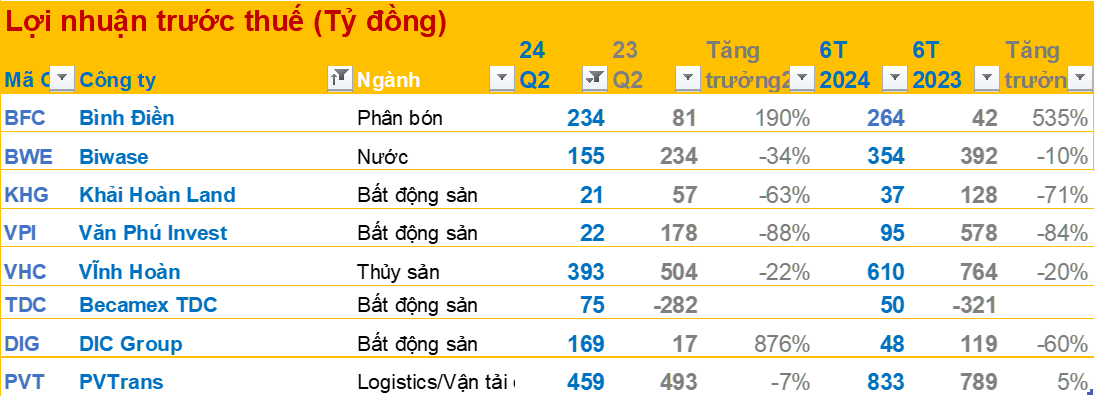 Lợi nhuận trước thuế (Tỷ đồng)
Mã C Công ty Ngành 24 Q2 23 Q2 Tăng trưởng2 6T 2024 6T 2023 Tăng trưởn
BFC Bình Điền Phân bón 234 81 190% 264 42 535%
BWE Biwase Nước 155 234 -34% 354 392 -10%
KHG Khải Hoàn Land Bất động sản 21 57 -63% 37 128 -71%
VPI Văn Phú Invest Bất động sản 22 178 -88% 95 578 -84%
VHC Vĩnh Hoàn Thủy sản 393 504 -22% 610 764 -20%
TDC Becamex TDC Bất động sản 75 -282 50 -321
DIG DIC Group Bất động sản 169 17 876% 48 119 -60%
PVT PVTrans Logistics/Vận tải 459 493 -7% 833 789 5%